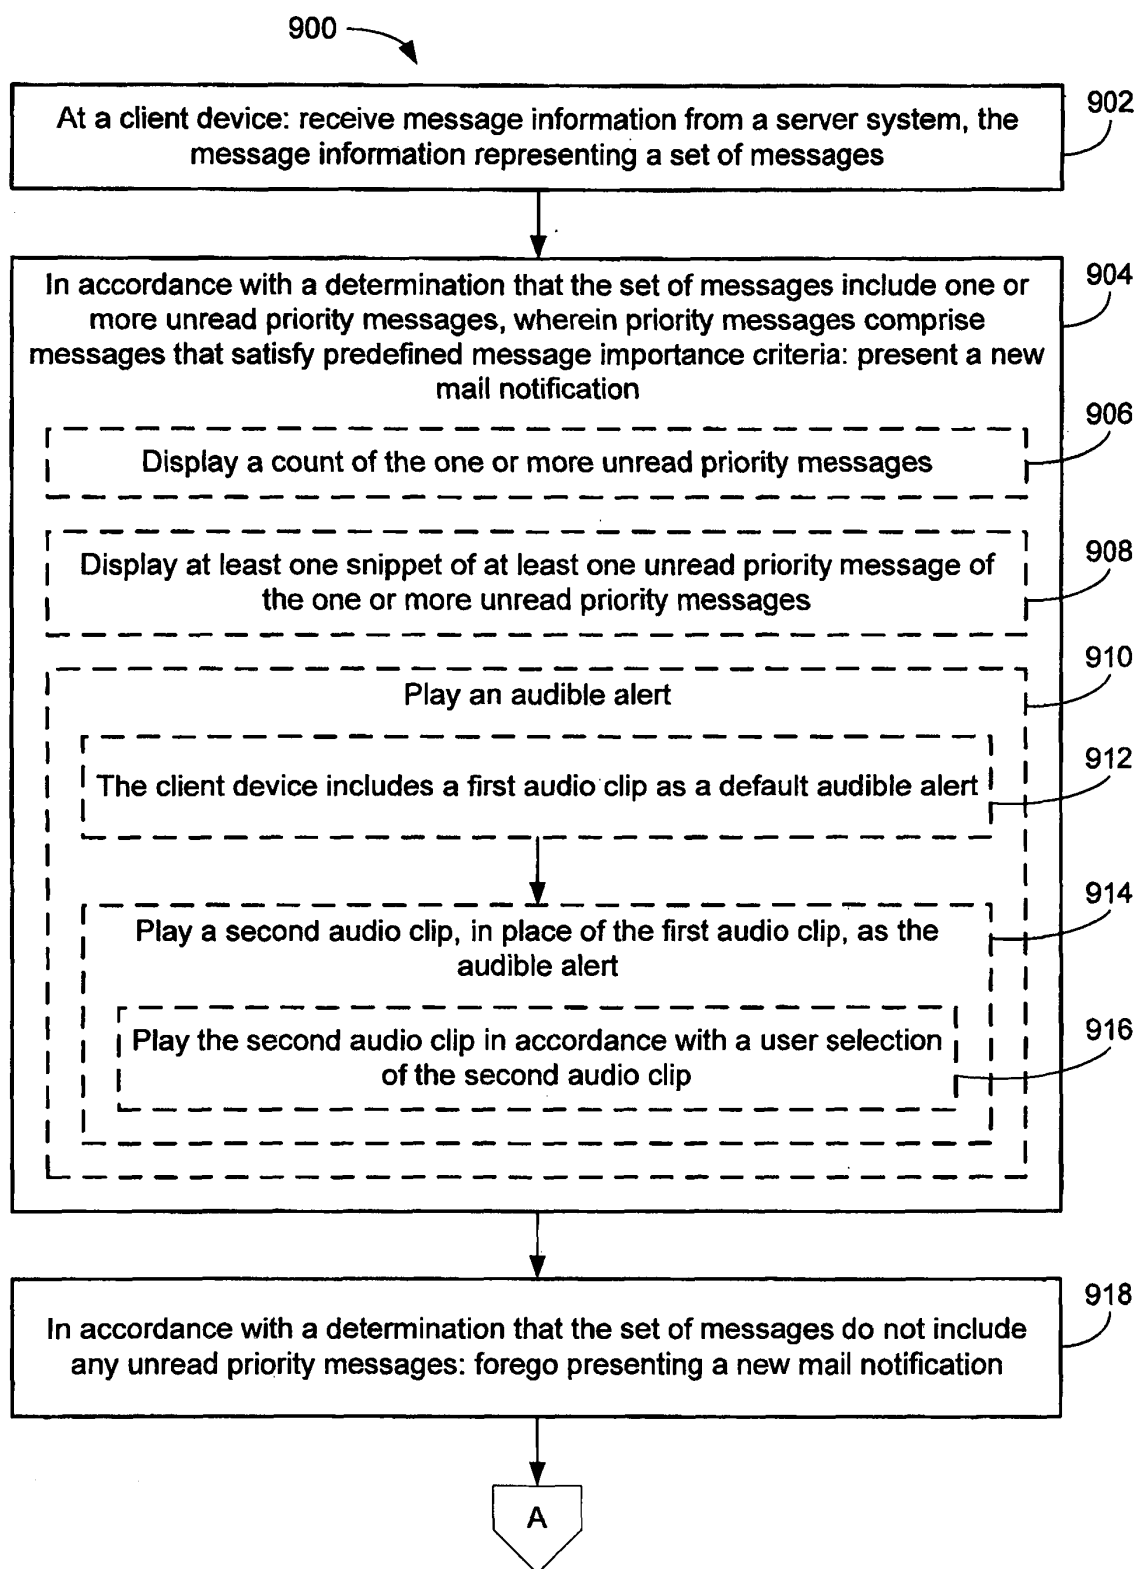 900
At a client device: receive message information from a server system, the
message information representing a set of messages
902
In accordance with a determination that the set of messages include one or
more unread priority messages, wherein priority messages comprise
messages that satisfy predefined message importance criteria: present a new
mail notification
904
Display a count of the one or more unread priority messages
906
Display at least one snippet of at least one unread priority message of
the one or more unread priority messages
908
Play an audible alert
910
The client device includes a first audio clip as a default audible alert
912
Play a second audio clip, in place of the first audio clip, as the
audible alert
914
Play the second audio clip in accordance with a user selection
of the second audio clip
916
In accordance with a determination that the set of messages do not include
any unread priority messages: forego presenting a new mail notification
918
A